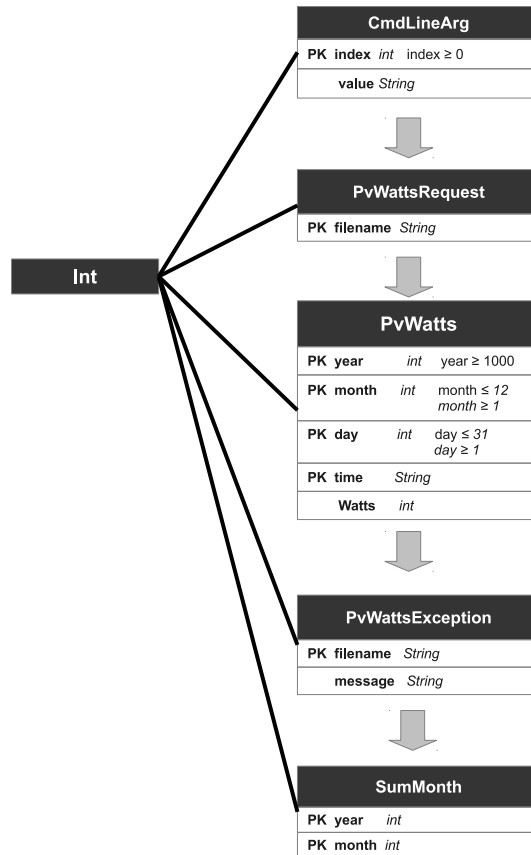 CmdLineArg
PK index int index ≥ 0
value String
PvWattsRequest
PK filename String
Int
PvWatts
PK year int year ≥ 1000
PK month int month ≤ 12
month ≥ 1
PK day int day ≤ 31
day ≥ 1
PK time String
Watts int
PvWattsException
PK filename String
message String
SumMonth
PK year int
PK month int